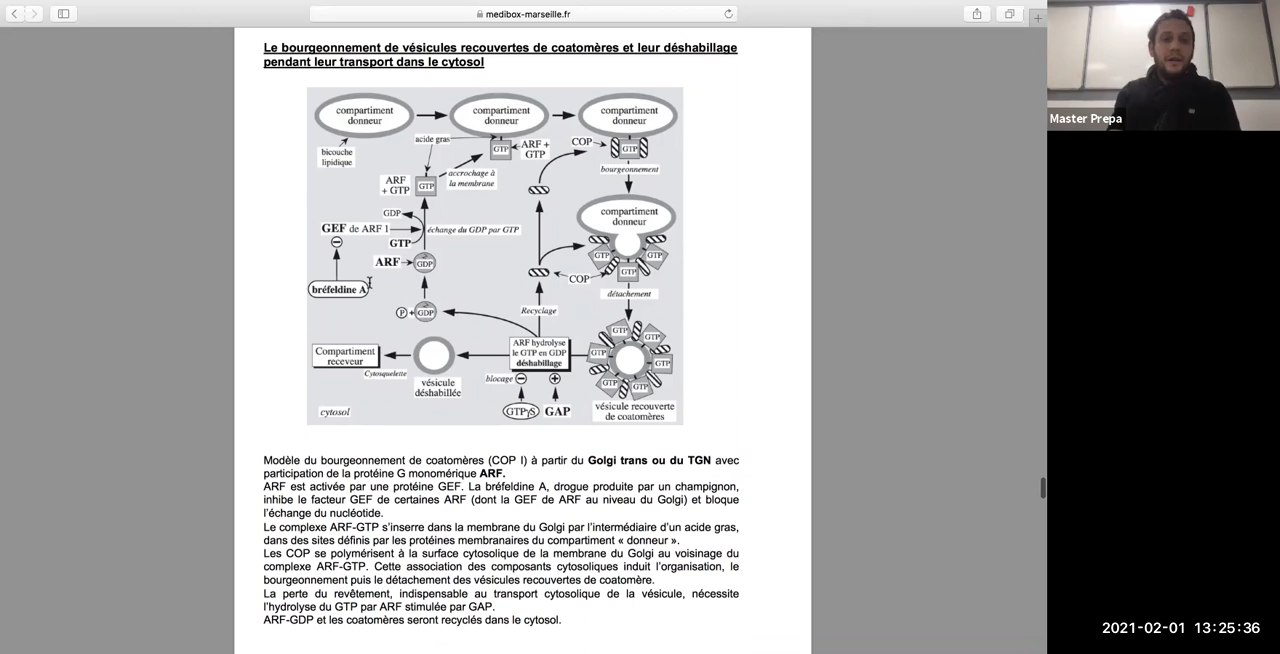 medibox-marseille.fr
Le bourgeonnement de vésicules recouvertes de coatomères et leur déshabillage
pendant leur transport dans le cytosol
compartiment
donneur
compartiment
donneur
compartiment
donneur
acide gras
COP
GTP
GTP
ARF +
GTP
bicouche
lipidique
bourgeonnement
accrochage à
la membrane
ARF
+ GTP
GTP
GDP
compartiment
donneur
GEF de ARF 1
échange du GDP par GTP
GTP
GTP
GTP
GTP
ARF
GDP
COP
bréfeldine A
détachement
P + GDP
Recyclage
GTP
GTP
GTP
GTP
GTP
GTP
Compartiment
receveur
ARF hydrolyse
le GTP en GDP
déshabillage
Cytosquelette
vésicule
déshabillée
blocage
GTPγS
GAP
vésicule recouverte
de coatomères
cytosol
Modèle du bourgeonnement de coatomères (COP I) à partir du Golgi trans ou du TGN avec
participation de la protéine G monomérique ARF.
ARF est activée par une protéine GEF. La bréfeldine A, drogue produite par un champignon,
inhibe le facteur GEF de certaines ARF (dont la GEF de ARF au niveau du Golgi) et bloque
l'échange du nucléotide.
Le complexe ARF-GTP s'inserre dans la membrane du Golgi par l'intermédiaire d'un acide gras,
dans des sites définis par les protéines membranaires du compartiment « donneur ».
Les COP se polymérisent à la surface cytosolique de la membrane du Golgi au voisinage du
complexe ARF-GTP. Cette association des composants cytosoliques induit l'organisation, le
bourgeonnement puis le détachement des vésicules recouvertes de coatomère.
La perte du revêtement, indispensable au transport cytosolique de la vésicule, nécessite
l'hydrolyse du GTP par ARF stimulée par GAP.
ARF-GDP et les coatomères seront recyclés dans le cytosol.
Master Prepa
2021-02-01 13:25:36